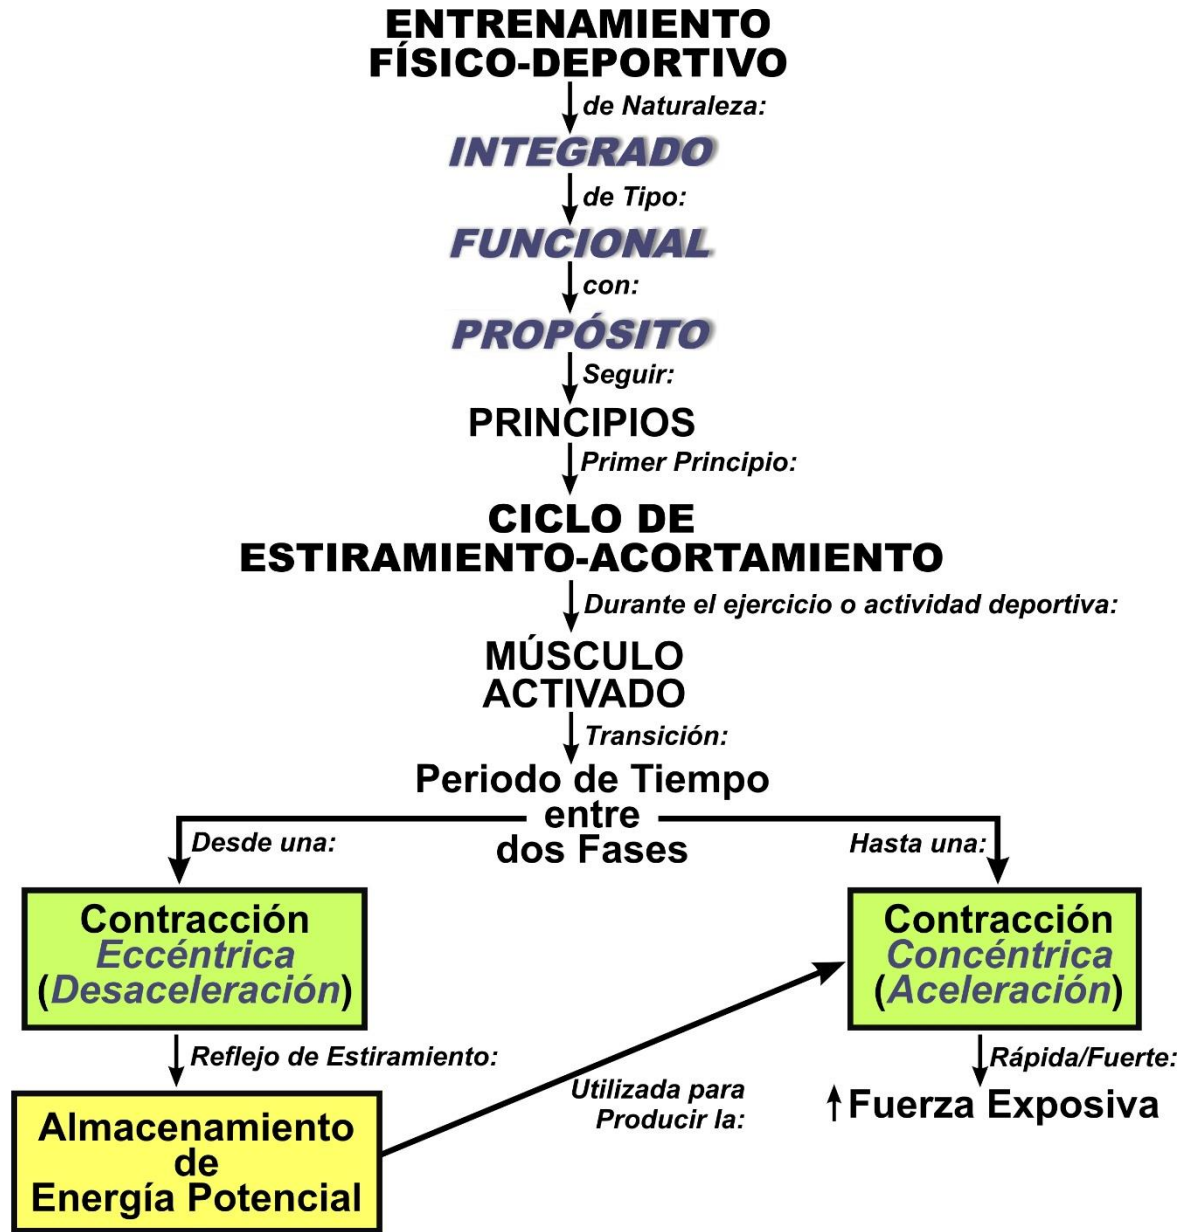 ENTRENAMIENTO
FÍSICO-DEPORTIVO
de Naturaleza:
INTEGRADO
de Tipo:
FUNCIONAL
con:
PROPÓSITO
Seguir:
PRINCIPIOS
Primer Principio:
CICLO DE
ESTIRAMIENTO-ACORTAMIENTO
Durante el ejercicio o actividad deportiva:
MÚSCULO
ACTIVADO
Transición:
Periodo de Tiempo
entre
dos Fases
Desde una:
Hasta una:
Contracción
Eccéntrica
(Desaceleración)
Contracción
Concéntrica
(Aceleración)
Reflejo de Estiramiento:
Rápida/Fuerte:
Almacenamiento
de
Energía Potencial
Utilizada para
Producir la:
↑Fuerza Exposiva